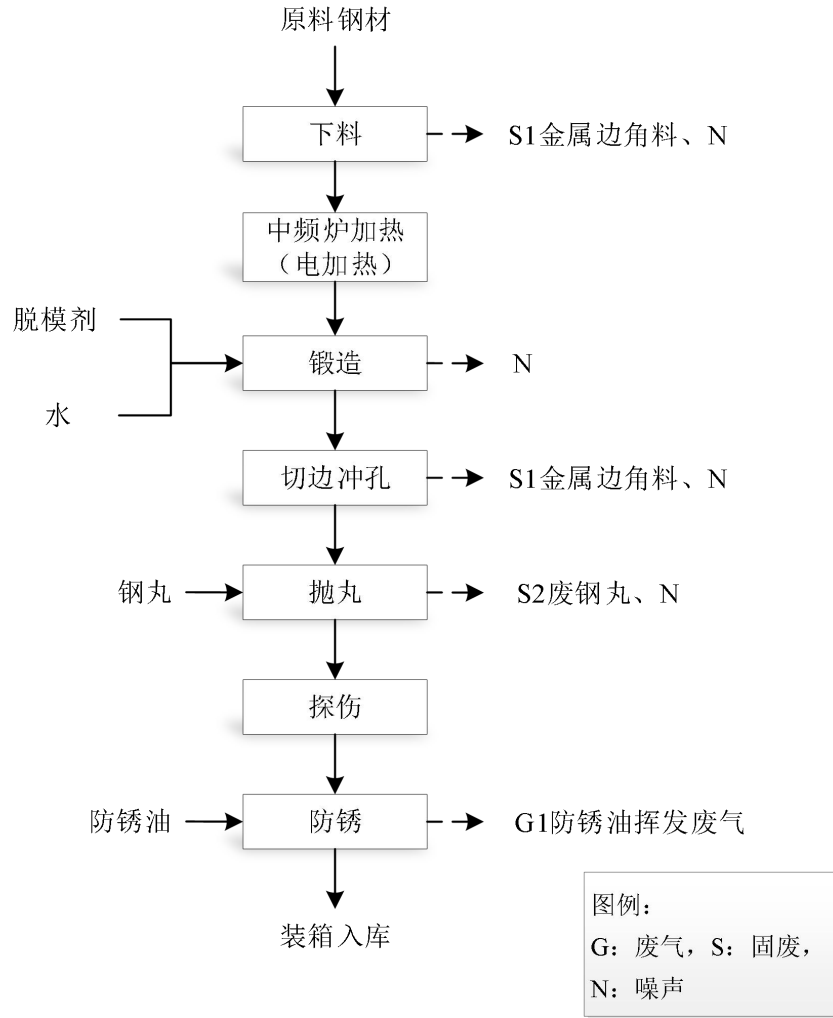 原料钢材
下料
S1金属边角料、N
中频炉加热
（电加热）
脱模剂
水
锻造
N
切边冲孔
S1金属边角料、N
钢丸
抛丸
S2废钢丸、N
探伤
防锈油
防锈
G1防锈油挥发废气
装箱入库
图例：
G：废气，S：固废，
N：噪声